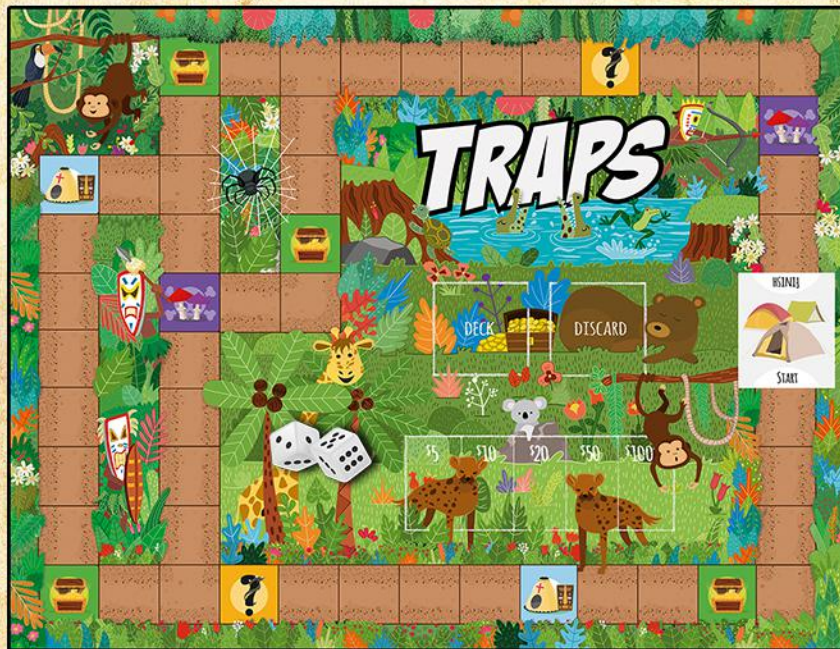 ?
TRAPS
FINISH
START
DECK
DISCARD
$5 $10 $20 $50 $100
?